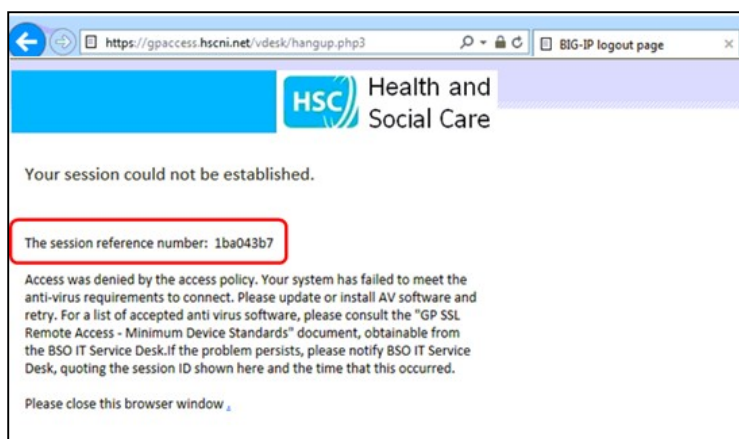 https://gpaccess.hscni.net/vdesk/hangup.php3
BIG-IP logout page
HSC
Health and
Social Care
Your session could not be established.
The session reference number: 1ba043b7
Access was denied by the access policy. Your system has failed to meet the
anti-virus requirements to connect. Please update or install AV software and
retry. For a list of accepted anti virus software, please consult the "GP SSL
Remote Access - Minimum Device Standards" document, obtainable from
the BSO IT Service Desk.If the problem persists, please notify BSO IT Service
Desk, quoting the session ID shown here and the time that this occurred.
Please close this browser window .